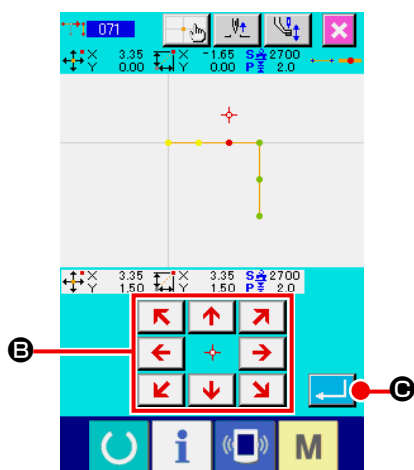 071
X 3.35 X -1.65 S 2700
Y 0.00 Y 0.00 P 2.0
X 3.35 X 3.35 S 2700
Y 1.50 Y 1.50 P 2.0
B
C
i M